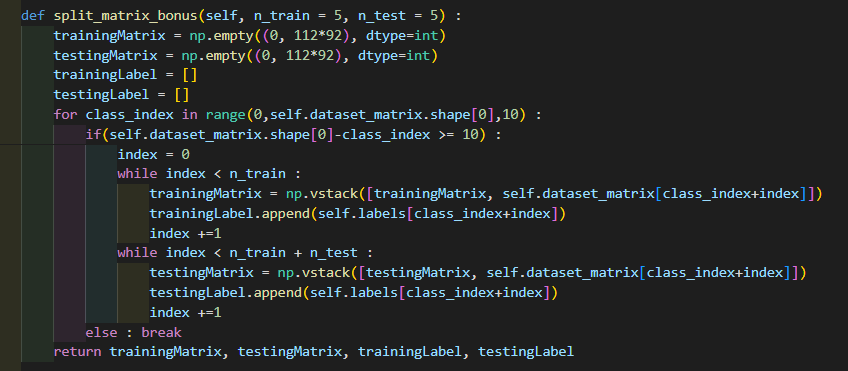 def split_matrix_bonus(self, n_train = 5, n_test = 5) :
    trainingMatrix = np.empty((0, 112*92), dtype=int)
    testingMatrix = np.empty((0, 112*92), dtype=int)
    trainingLabel = []
    testingLabel = []
    for class_index in range(0,self.dataset_matrix.shape[0],10) :
        if(self.dataset_matrix.shape[0]-class_index >= 10) :
            index = 0
            while index < n_train :
                trainingMatrix = np.vstack([trainingMatrix, self.dataset_matrix[class_index+index]])
                trainingLabel.append(self.labels[class_index+index])
                index +=1
            while index < n_train + n_test :
                testingMatrix = np.vstack([testingMatrix, self.dataset_matrix[class_index+index]])
                testingLabel.append(self.labels[class_index+index])
                index +=1
        else : break
    return trainingMatrix, testingMatrix, trainingLabel, testingLabel